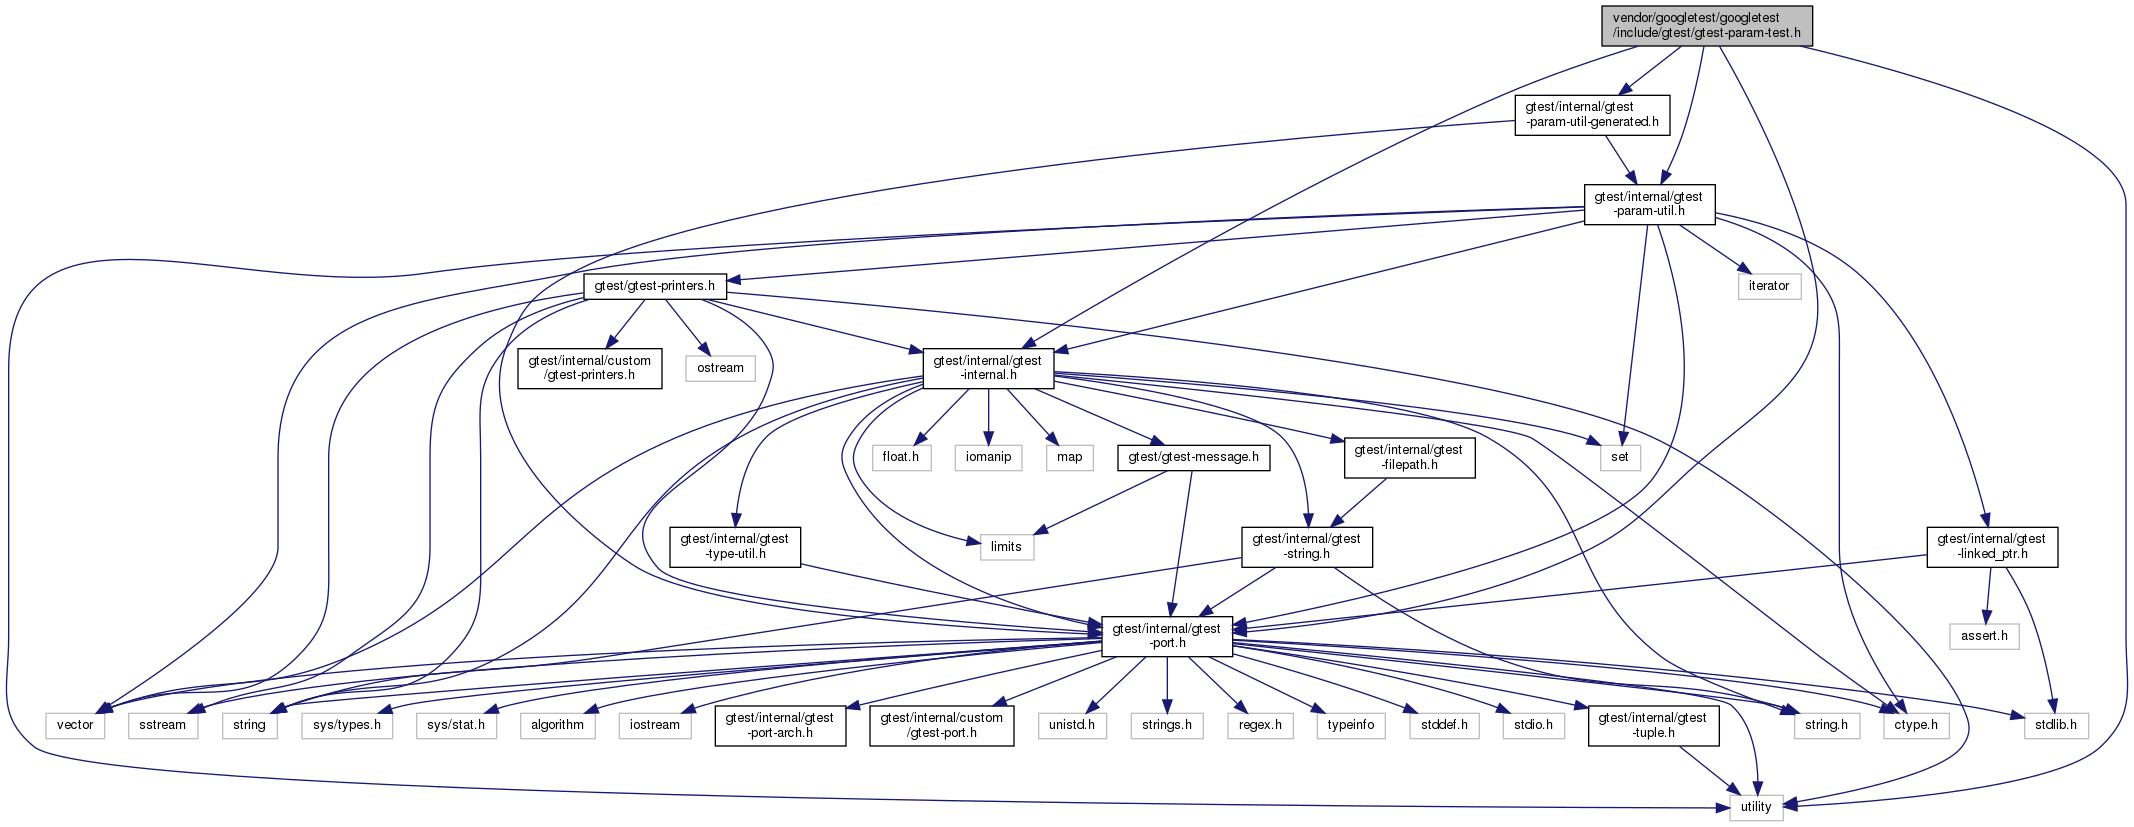 vendor/googletest/googletest
/include/gtest/gtest-param-test.h
gtest/internal/gtest
-param-util-generated.h
gtest/internal/gtest
-param-util.h
gtest/gtest-printers.h
iterator
gtest/internal/custom
/gtest-printers.h
ostream
gtest/internal/gtest
-internal.h
float.h
iomanip
map
gtest/gtest-message.h
gtest/internal/gtest
-filepath.h
set
gtest/internal/gtest
-type-util.h
limits
gtest/internal/gtest
-string.h
gtest/internal/gtest
-linked_ptr.h
gtest/internal/gtest
-port.h
assert.h
vector
sstream
string
sys/types.h
sys/stat.h
algorithm
iostream
gtest/internal/gtest
-port-arch.h
gtest/internal/custom
/gtest-port.h
unistd.h
strings.h
regex.h
typeinfo
stddef.h
stdio.h
gtest/internal/gtest
-tuple.h
string.h
ctype.h
stdlib.h
utility